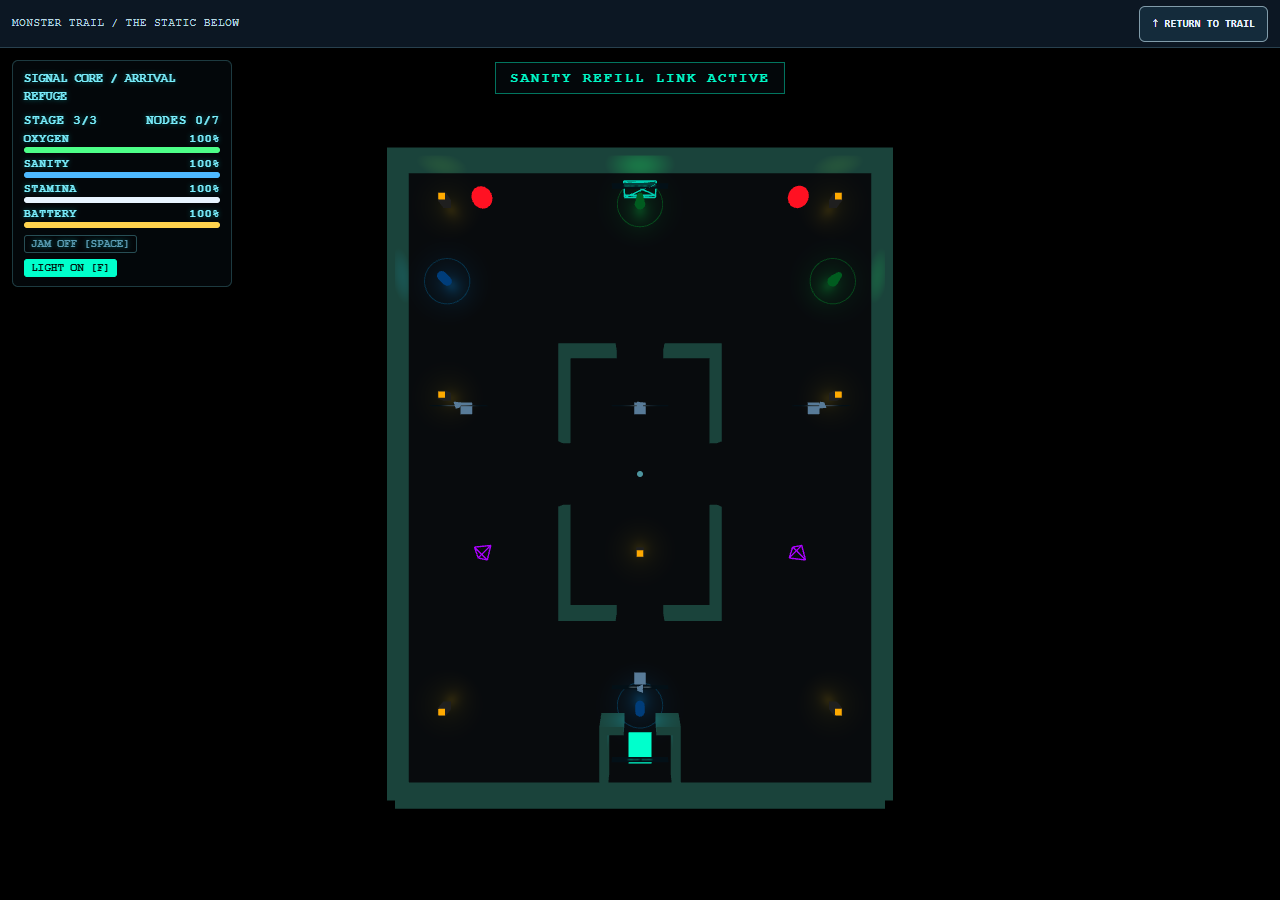 MONSTER TRAIL / THE STATIC BELOW
↑ RETURN TO TRAIL
SIGNAL CORE / ARRIVAL
REFUGE
STAGE 3/3 NODES 0/7
OXYGEN 100%
SANITY 100%
STAMINA 100%
BATTERY 100%
JAM OFF [SPACE]
LIGHT ON [F]
SANITY REFILL LINK ACTIVE